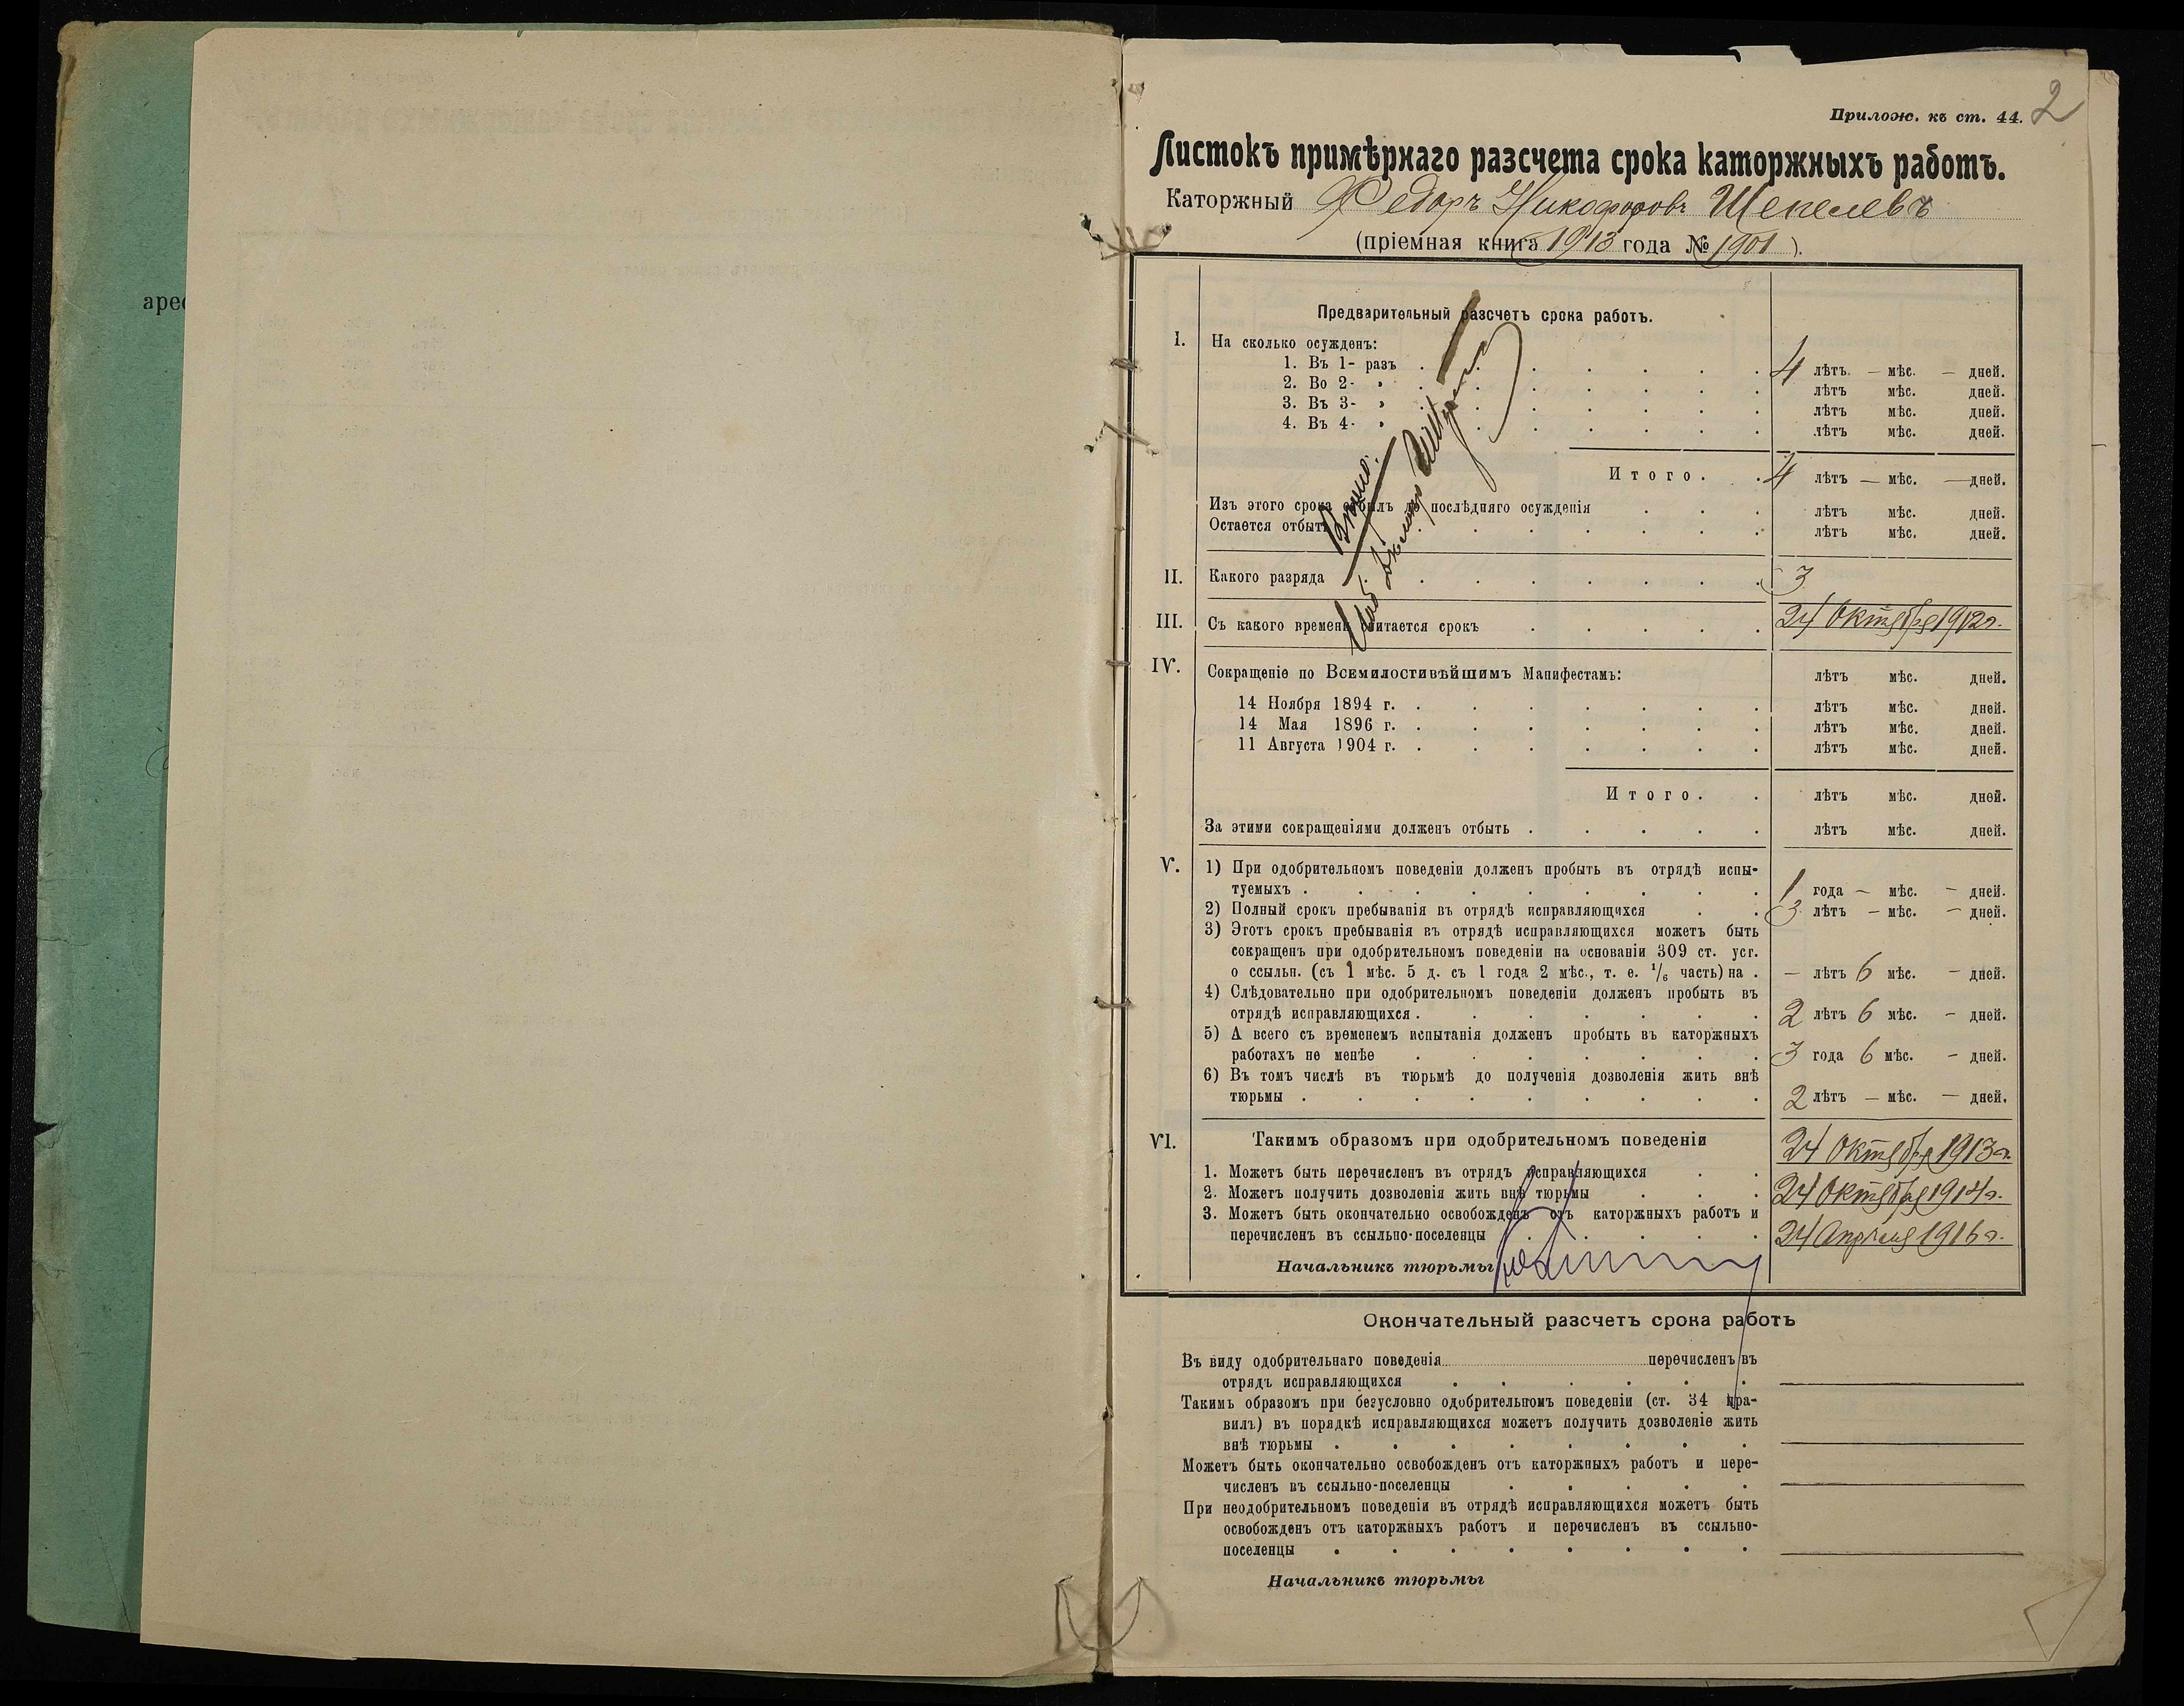 арес
2
Прилож. къ ст. 44.
Листокъ примѣрнаго разсчета срока каторжныхъ работъ.
Каторжный Федоръ Никофоровъ Шепелевъ
(пріемная книга 1913 года № 1901).
Предварительный разсчетъ срока работъ.
I. На сколько осужденъ:
1. Въ 1- разъ . . . . . . 4 лѣтъ. — мѣс. — дней.
2. Во 2- » . . . . . . лѣтъ мѣс. дней.
3. Въ 3- » . . . . . . лѣтъ мѣс. дней.
4. Въ 4- » . . . . . . лѣтъ мѣс. дней.
Итого. . 4 лѣтъ — мѣс. — дней.
Изъ этого срока отбылъ до послѣдняго осужденія . . . лѣтъ мѣс. дней.
Остается отбыть . . . . . . лѣтъ мѣс. дней.
Вѣрно:
II. Какого разряда . . . . . . . 3
III. Съ какого времени считается срокъ . . . . . 24 Октября 1912 г.
IV. Сокращеніе по Всемилостивѣйшимъ Манифестамъ: лѣтъ мѣс. дней.
14 Ноября 1894 г. . . . . . . . лѣтъ мѣс. дней.
14 Мая 1896 г. . . . . . . . лѣтъ мѣс. дней.
11 Августа 1904 г. . . . . . . . лѣтъ мѣс. дней.
Итого. . лѣтъ мѣс. дней.
За этими сокращеніями долженъ отбыть . . . . . лѣтъ мѣс. дней.
V. 1) При одобрительномъ поведеніи долженъ пробыть въ отрядѣ испы-
туемыхъ . . . . . . . . . 1 года — мѣс. — дней.
2) Полный срокъ пребыванія въ отрядѣ исправляющихся . . 3 лѣтъ — мѣс. — дней.
3) Этотъ срокъ пребыванія въ отрядѣ исправляющихся можетъ быть
сокращенъ при одобрительномъ поведеніи на основаніи 309 ст. уст.
о ссыльн. (съ 1 мѣс. 5 д. съ 1 года 2 мѣс., т. е. 1/6 часть) на . — лѣтъ 6 мѣс. — дней.
4) Слѣдовательно при одобрительномъ поведеніи долженъ пробыть въ
отрядѣ исправляющихся . . . . . . . 2 лѣтъ 6 мѣс. — дней.
5) А всего съ временемъ испытанія долженъ пробыть въ каторжныхъ
работахъ не менѣе . . . . . . . 3 года 6 мѣс. — дней.
6) Въ томъ числѣ въ тюрьмѣ до полученія дозволенія жить внѣ
тюрьмы . . . . . . . . . 2 лѣтъ — мѣс. — дней.
VI. Такимъ образомъ при одобрительномъ поведеніи
1. Можетъ быть перечисленъ въ отрядъ исправляющихся . . 24 Октября 1913 г.
2. Можетъ получить дозволенія жить внѣ тюрьмы . . . 24 Октября 1914 г.
3. Можетъ быть окончательно освобожденъ отъ каторжныхъ работъ и
перечисленъ въ ссыльно-поселенцы . . . . . 24 Апрѣля 1916 г.
Начальникъ тюрьмы
Окончательный разсчетъ срока работъ
Въ виду одобрительнаго поведенія перечисленъ въ
отрядъ исправляющихся . . . . . .
Такимъ образомъ при безусловно одобрительномъ поведеніи (ст. 34 пра-
вилъ) въ порядкѣ исправляющихся можетъ получить дозволеніе жить
внѣ тюрьмы . . . . . . . .
Можетъ быть окончательно освобожденъ отъ каторжныхъ работъ и пере-
численъ въ ссыльно-поселенцы . . . . .
При неодобрительномъ поведеніи въ отрядѣ исправляющихся можетъ быть
освобожденъ отъ каторжныхъ работъ и перечисленъ въ ссыльно-
поселенцы . . . . . . . .
Начальникъ тюрьмы